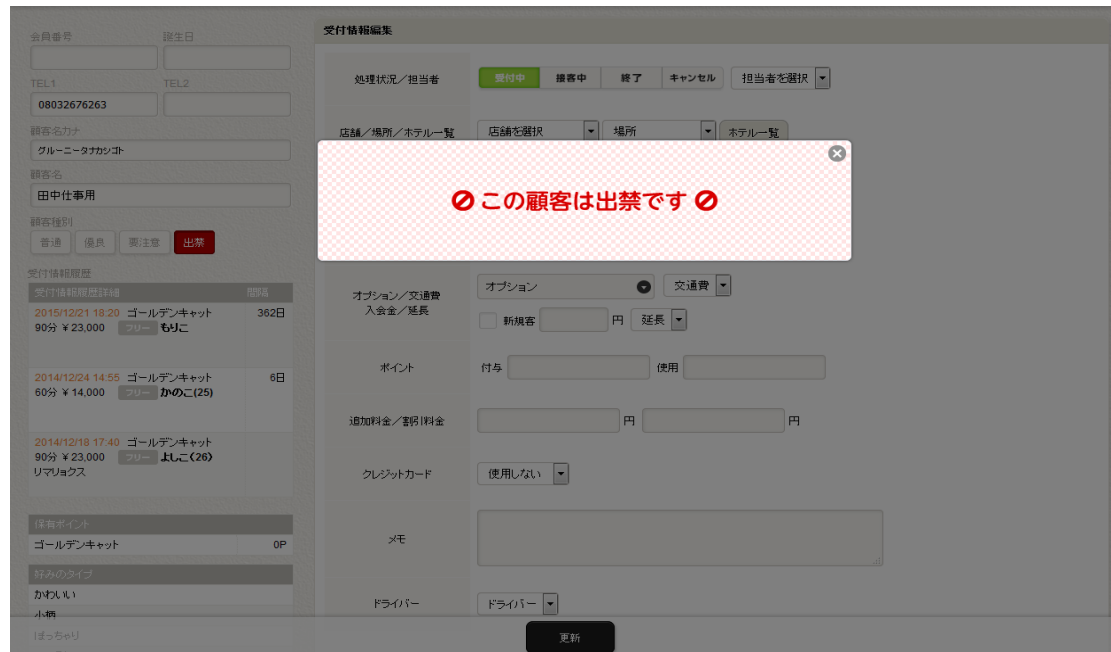 会員番号 誕生日
TEL1 TEL2
08032676263
顧客名カナ
グルーニータナカシゴト
顧客名
田中仕事用
顧客種別
普通 優良 要注意 出禁
受付情報履歴
受付情報履歴詳細 間隔
2015/12/21 18:20 ゴールデンキャット 362日
90分 ¥23,000 フリー もりこ
2014/12/24 14:55 ゴールデンキャット 6日
60分 ¥14,000 フリー かのこ(25)
2014/12/18 17:40 ゴールデンキャット
90分 ¥23,000 フリー よしこ(26)
リマリョクス
保有ポイント
ゴールデンキャット 0P
好みのタイプ
かわいい
小柄
ぽっちゃり
受付情報編集
処理状況/担当者 受付中 接客中 終了 キャンセル 担当者を選択
店舗/場所/ホテル一覧 店舗を選択 場所 ホテル一覧
この顧客は出禁です
オプション/交通費 オプション 交通費
入会金/延長 新規客 円 延長
ポイント 付与 使用
追加料金/割引料金 円 円
クレジットカード 使用しない
メモ
ドライバー ドライバー
更新